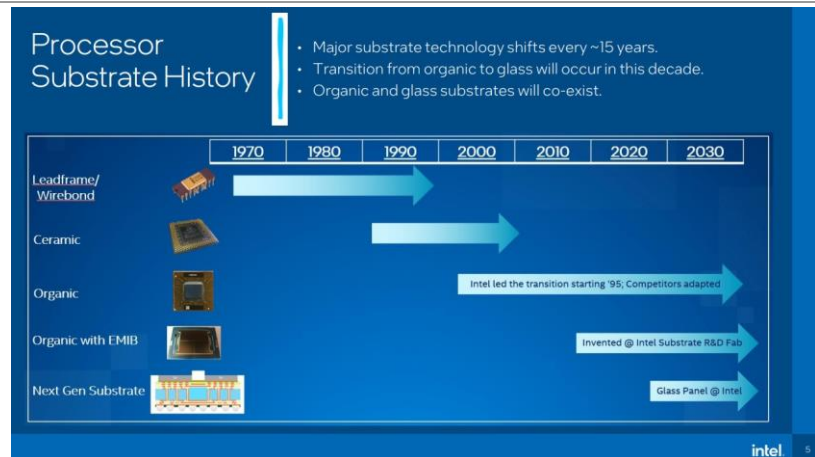 Processor
Substrate History
• Major substrate technology shifts every ~15 years.
• Transition from organic to glass will occur in this decade.
• Organic and glass substrates will co-exist.
1970 1980 1990 2000 2010 2020 2030
Leadframe/
Wirebond
Ceramic
Organic
Intel led the transition starting '95; Competitors adapted
Organic with EMIB
Invented @ Intel Substrate R&D Fab
Next Gen Substrate
Glass Panel @ Intel
intel.
5